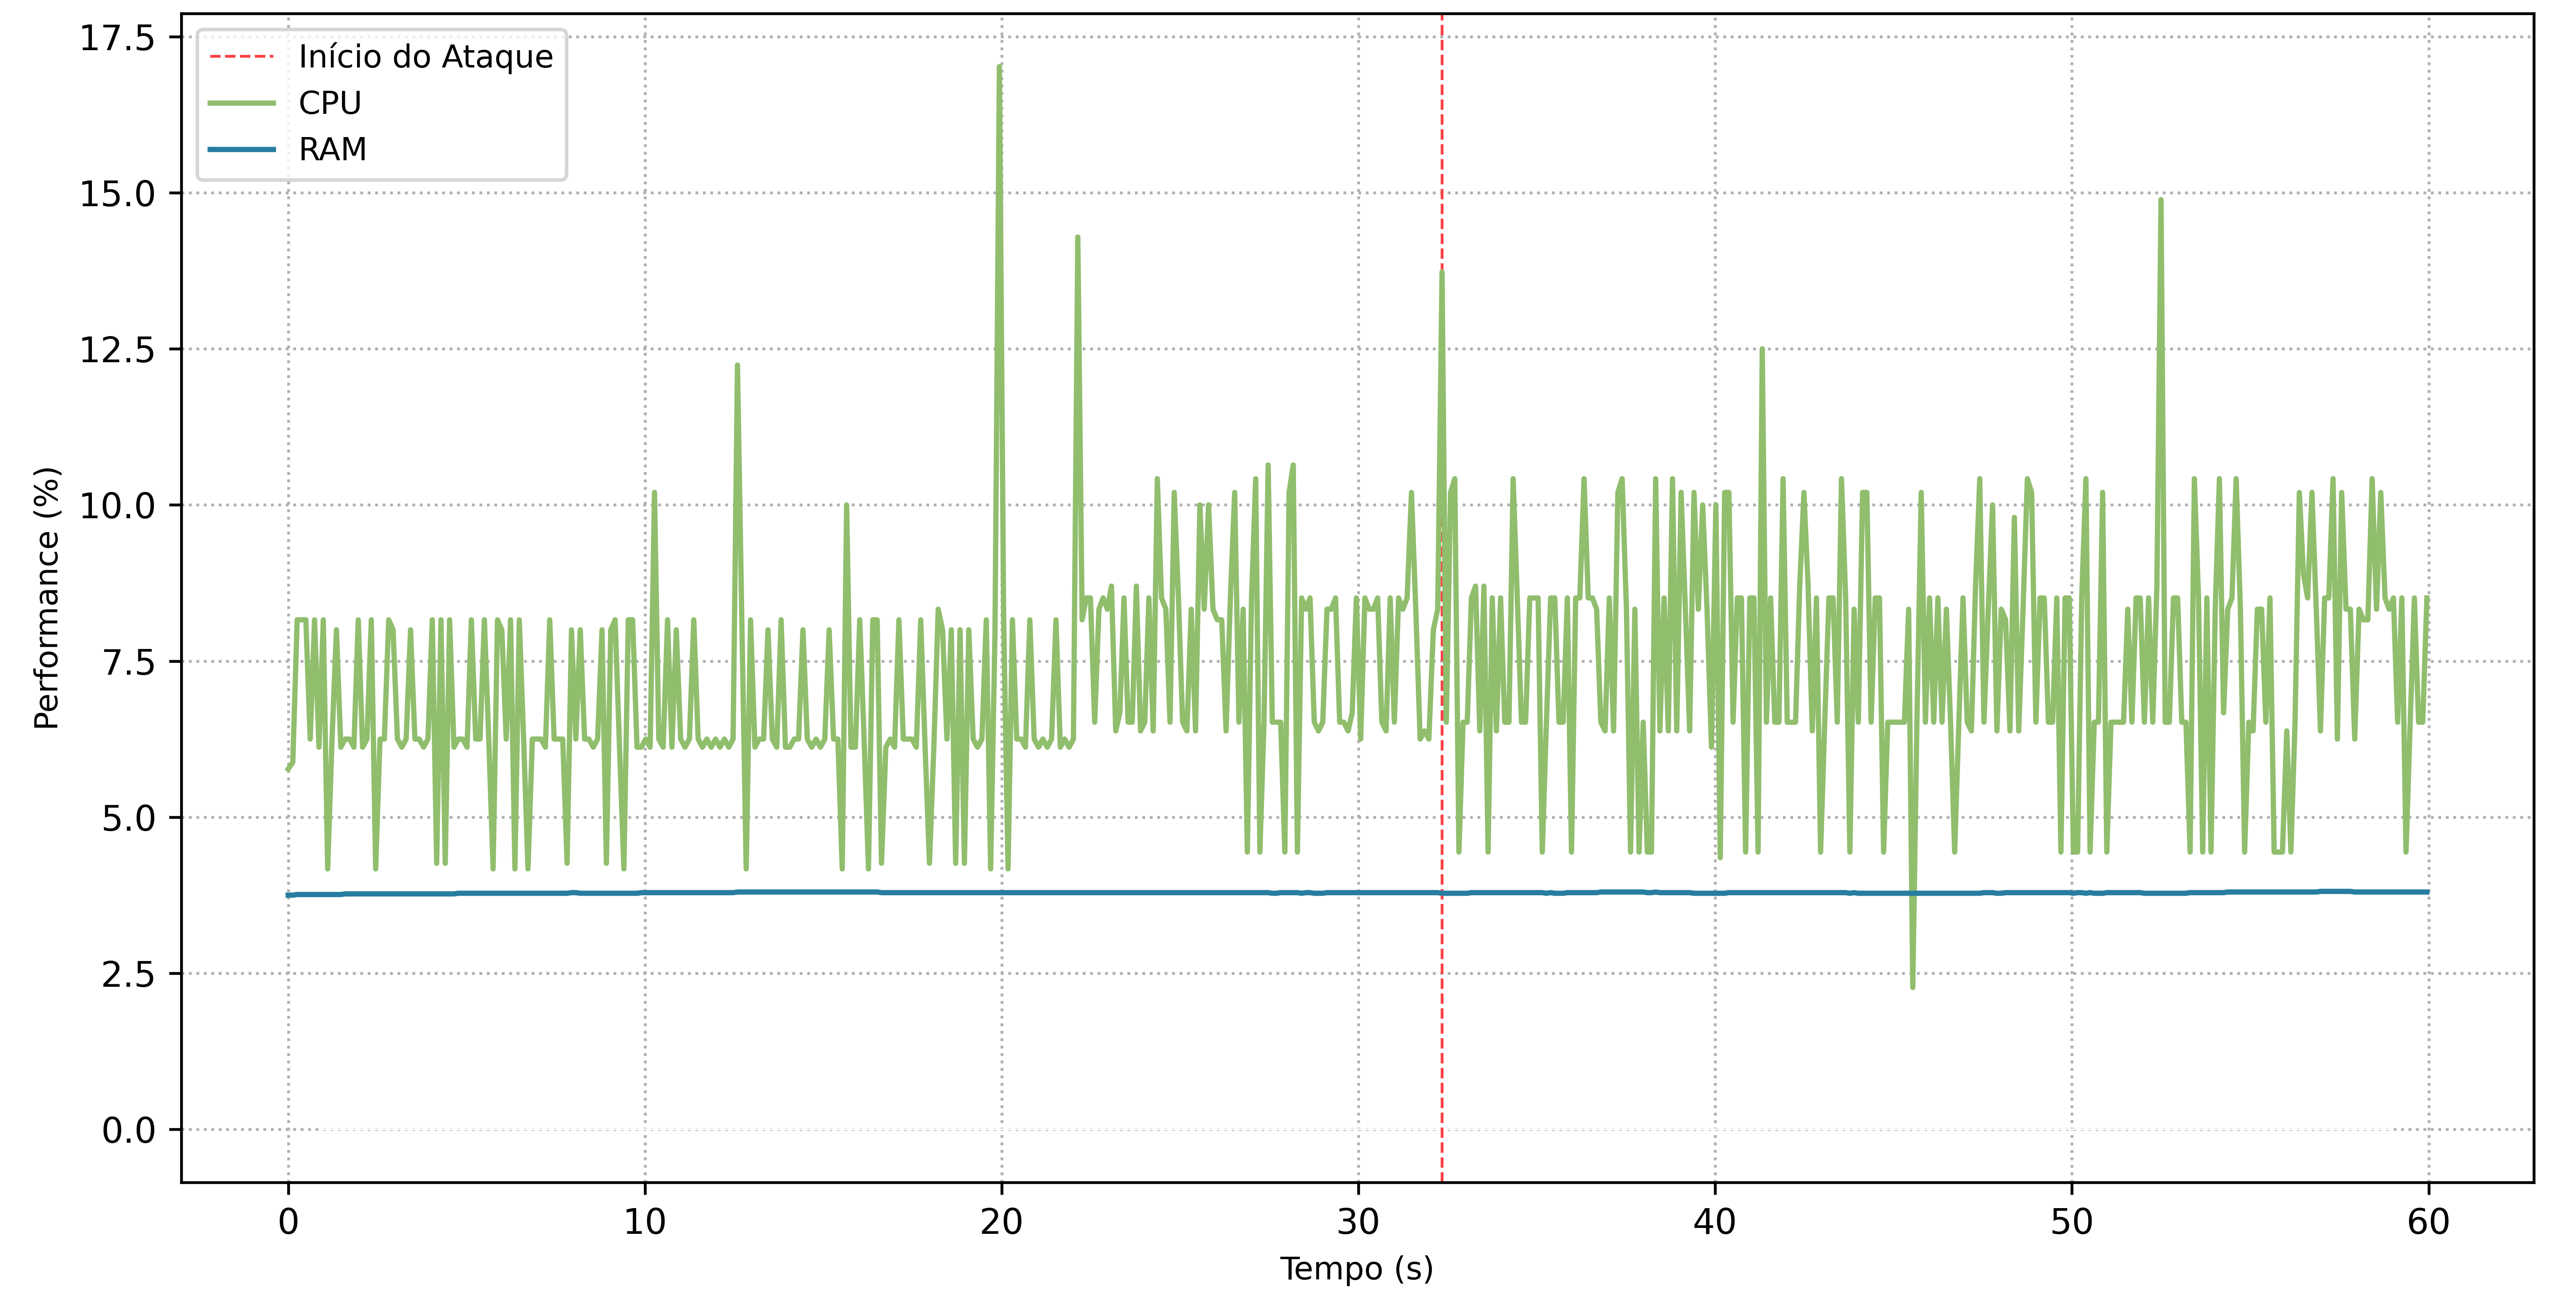 Início do Ataque
CPU
RAM
Performance (%)
17.5
15.0
12.5
10.0
7.5
5.0
2.5
0.0
0 10 20 30 40 50 60
Tempo (s)